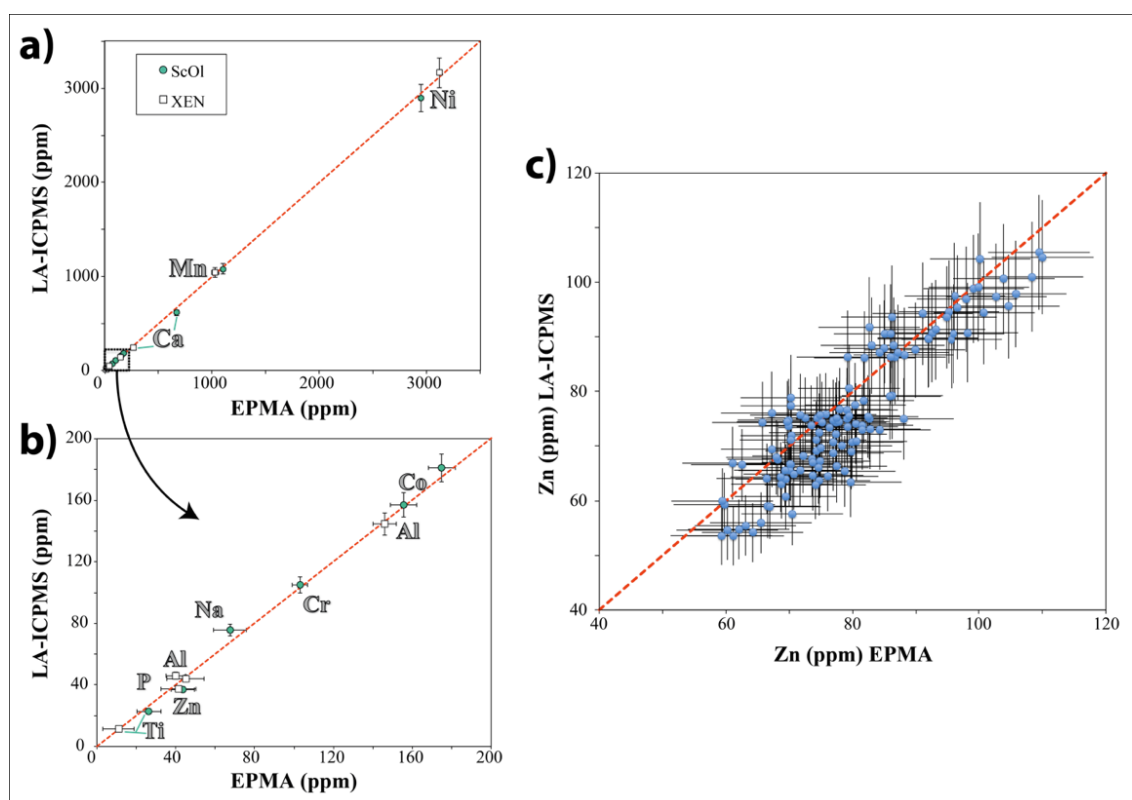 a)
ScOl
XEN
3000
2000
1000
0
LA-ICPMS (ppm)
Ni
Mn
Ca
0
1000
2000
3000
EPMA (ppm)
b)
200
160
120
80
40
0
LA-ICPMS (ppm)
Co
Al
Cr
Na
Al
P
Zn
Ti
0
40
80
120
160
200
EPMA (ppm)
c)
120
100
80
60
40
Zn (ppm) LA-ICPMS
40
60
80
100
120
Zn (ppm) EPMA